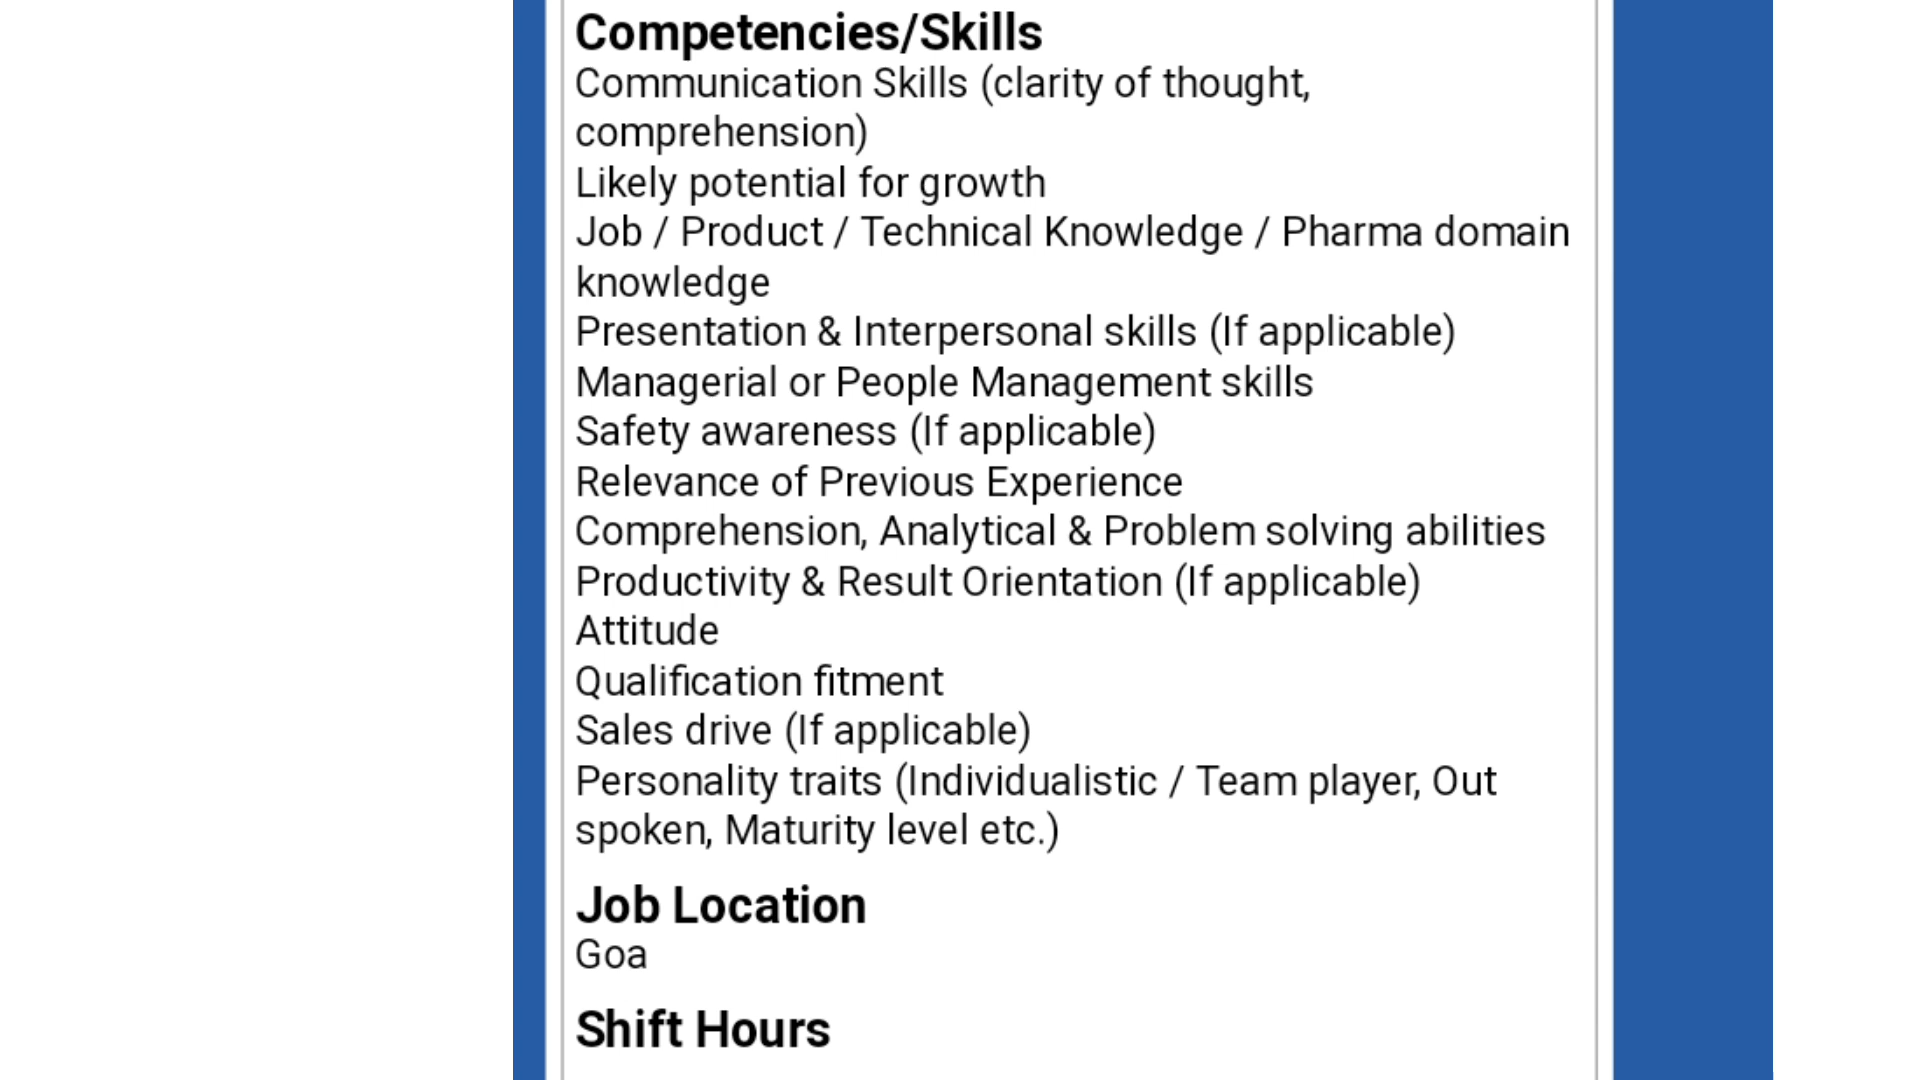 Competencies/Skills
Communication Skills (clarity of thought,
comprehension)
Likely potential for growth
Job / Product / Technical Knowledge / Pharma domain
knowledge
Presentation & Interpersonal skills (If applicable)
Managerial or People Management skills
Safety awareness (If applicable)
Relevance of Previous Experience
Comprehension, Analytical & Problem solving abilities
Productivity & Result Orientation (If applicable)
Attitude
Qualification fitment
Sales drive (If applicable)
Personality traits (Individualistic / Team player, Out
spoken, Maturity level etc.)
Job Location
Goa
Shift Hours